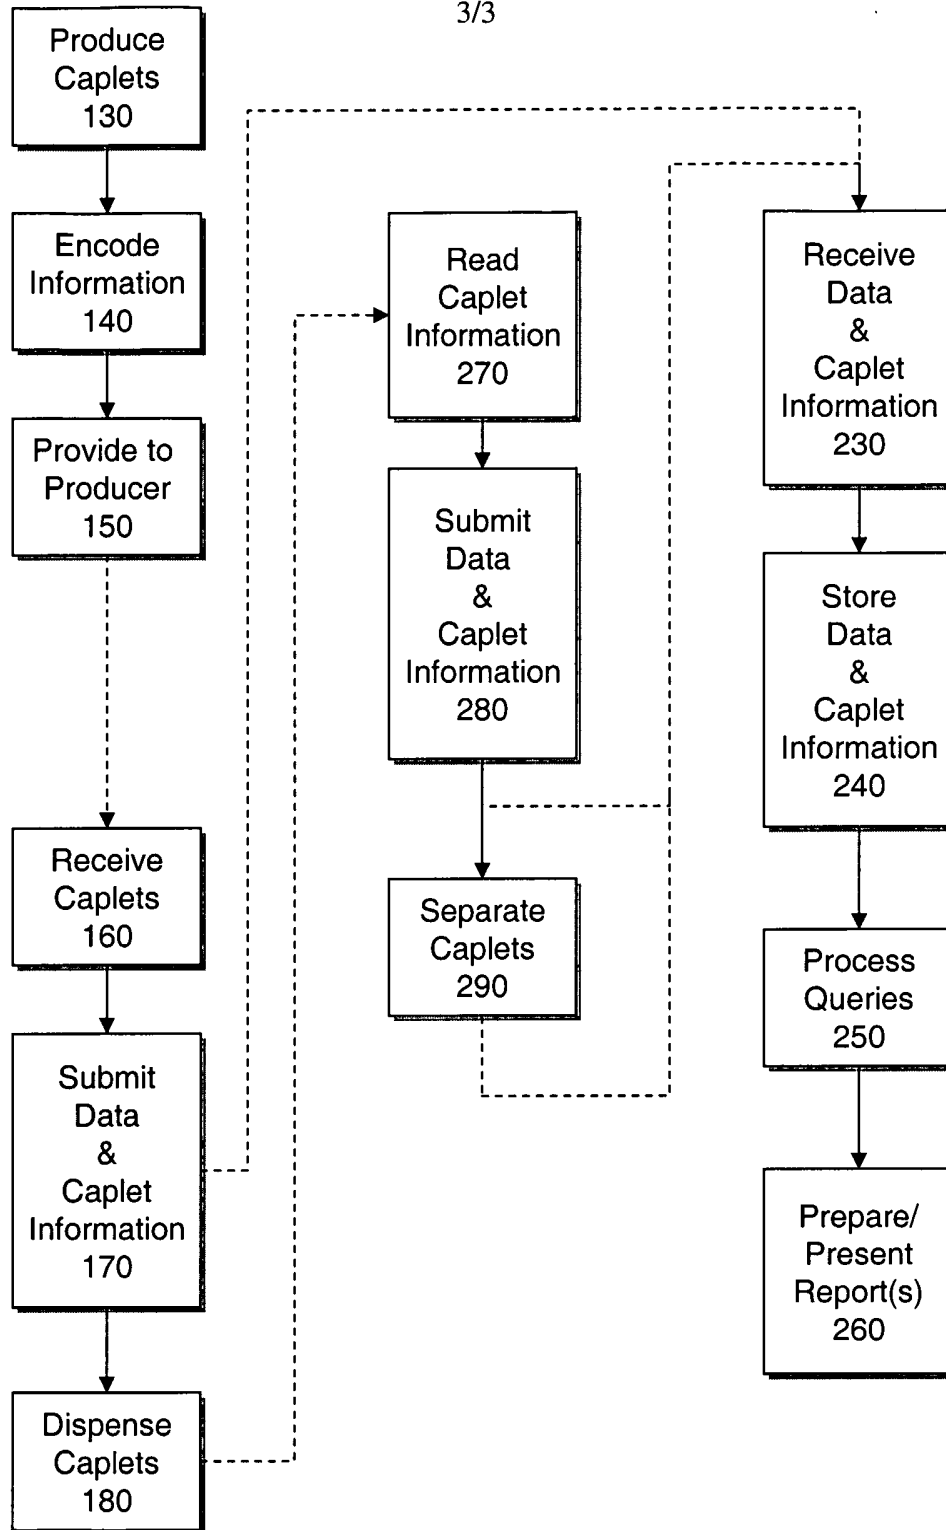 3/3
Produce
Caplets
130
Encode
Information
140
Provide to
Producer
150
Receive
Caplets
160
Submit
Data
&
Caplet
Information
170
Dispense
Caplets
180
Read
Caplet
Information
270
Submit
Data
&
Caplet
Information
280
Separate
Caplets
290
Receive
Data
&
Caplet
Information
230
Store
Data
&
Caplet
Information
240
Process
Queries
250
Prepare/
Present
Report(s)
260